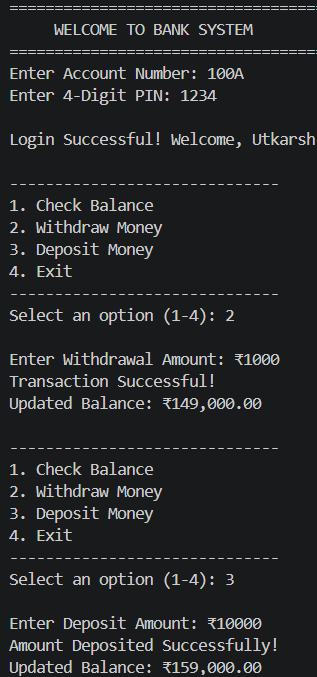 ===================================
WELCOME TO BANK SYSTEM
===================================
Enter Account Number: 100A
Enter 4-Digit PIN: 1234
Login Successful! Welcome, Utkarsh
------------------------------
1. Check Balance
2. Withdraw Money
3. Deposit Money
4. Exit
------------------------------
Select an option (1-4): 2
Enter Withdrawal Amount: ₹1000
Transaction Successful!
Updated Balance: ₹149,000.00
------------------------------
1. Check Balance
2. Withdraw Money
3. Deposit Money
4. Exit
------------------------------
Select an option (1-4): 3
Enter Deposit Amount: ₹10000
Amount Deposited Successfully!
Updated Balance: ₹159,000.00